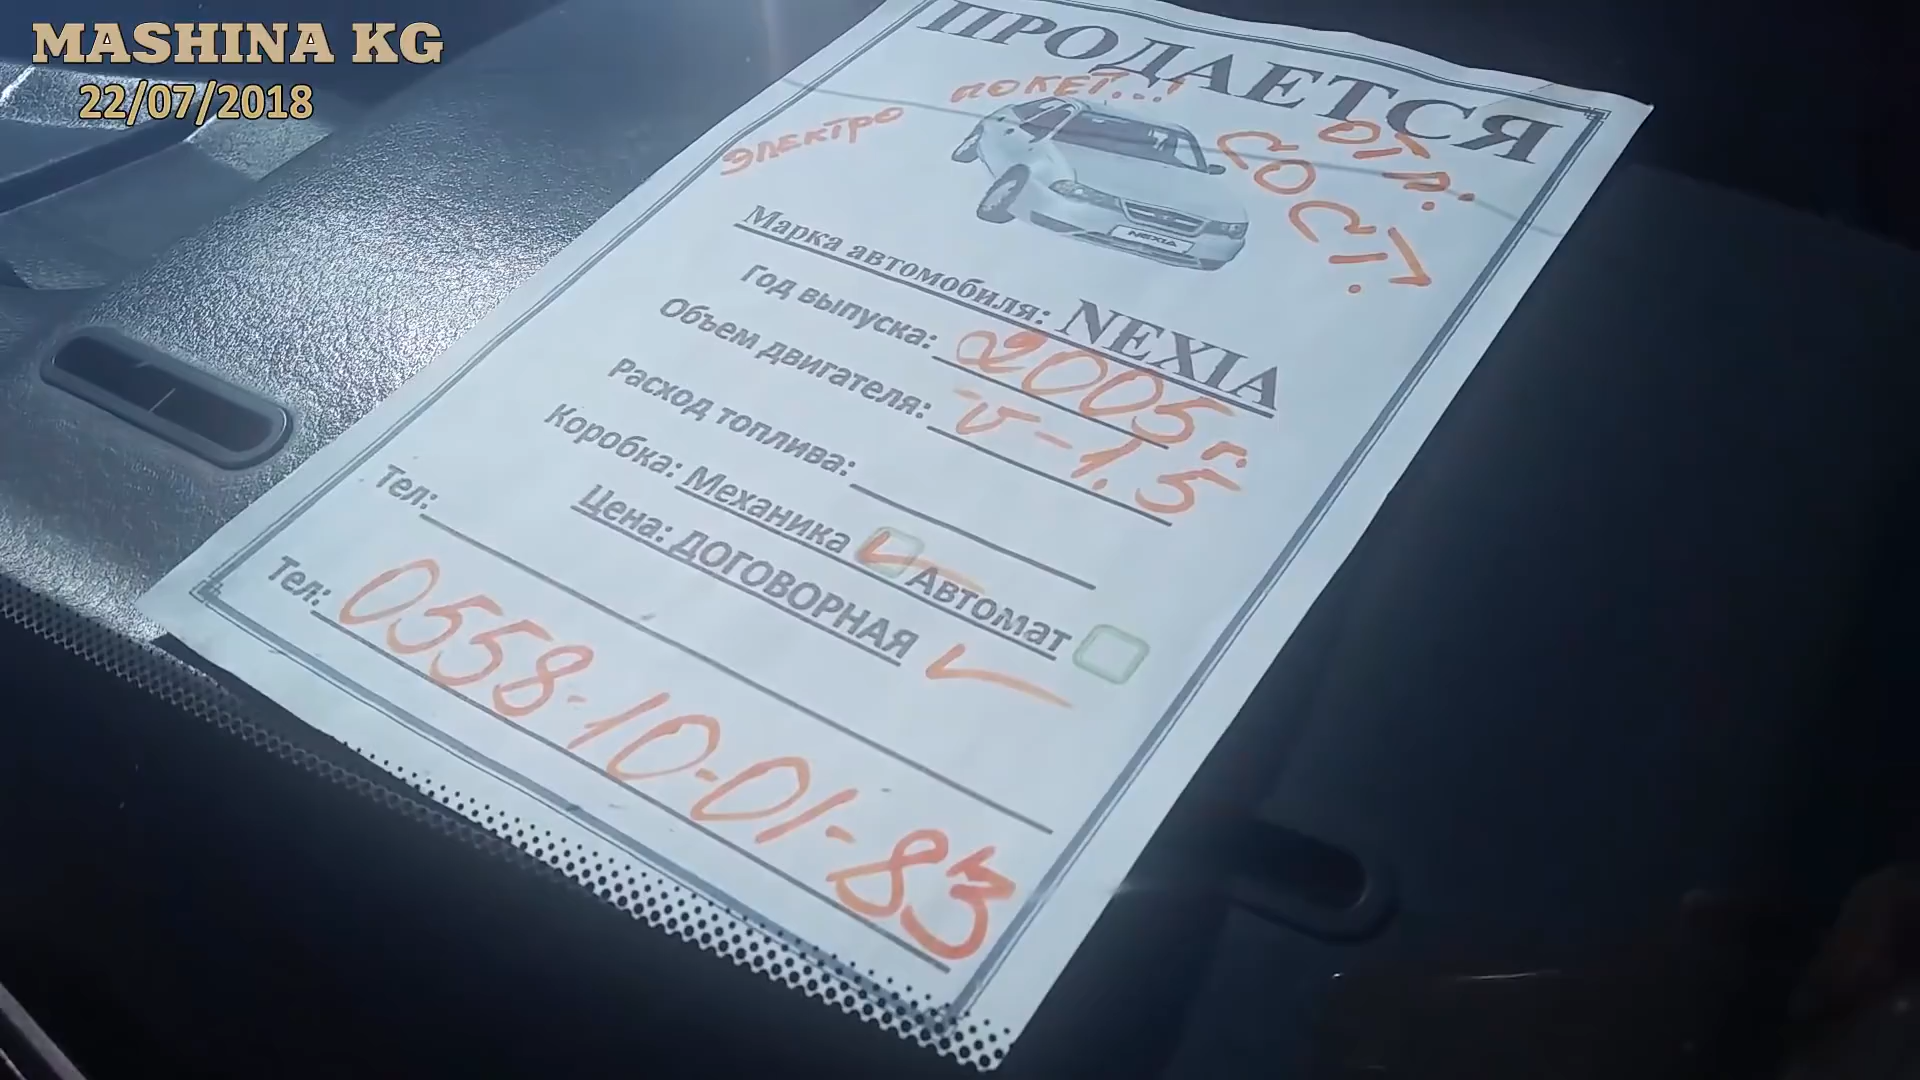 MASHINA KG
22/07/2018
ПРОДАЕТСЯ
ЭЛЕКТРО ПОКЕТ...!
ОТЛ.
СОСТ.
NEXIA
Марка автомобиля: NEXIA
Год выпуска: 2005 г.
Объем двигателя: -v-1.5
Расход топлива:
Коробка: Механика ✓ Автомат
Цена: ДОГОВОРНАЯ ✓
Тел:
Тел: 0558-10-01-83